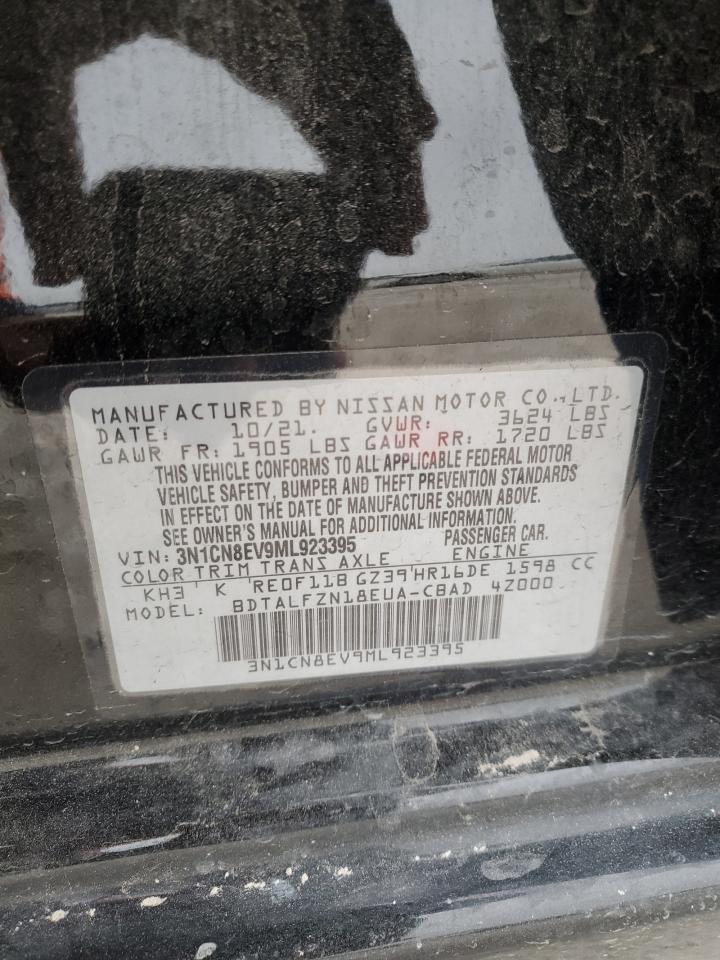 MANUFACTURED BY NISSAN MOTOR CO.,LTD.
DATE: 10/21. GVWR: 3624 LBS
GAWR FR: 1905 LBS GAWR RR: 1720 LBS
THIS VEHICLE CONFORMS TO ALL APPLICABLE FEDERAL MOTOR
VEHICLE SAFETY, BUMPER AND THEFT PREVENTION STANDARDS
IN EFFECT ON THE DATE OF MANUFACTURE SHOWN ABOVE.
SEE OWNER'S MANUAL FOR ADDITIONAL INFORMATION.
VIN: 3N1CN8EV9ML923395 PASSENGER CAR.
COLOR TRIM TRANS AXLE ENGINE
KH3 K RE0F11B GZ39 HR16DE 1598 CC
MODEL: BDTALFZN18EUA-CBAD 4Z000
3N1CN8EV9ML923395